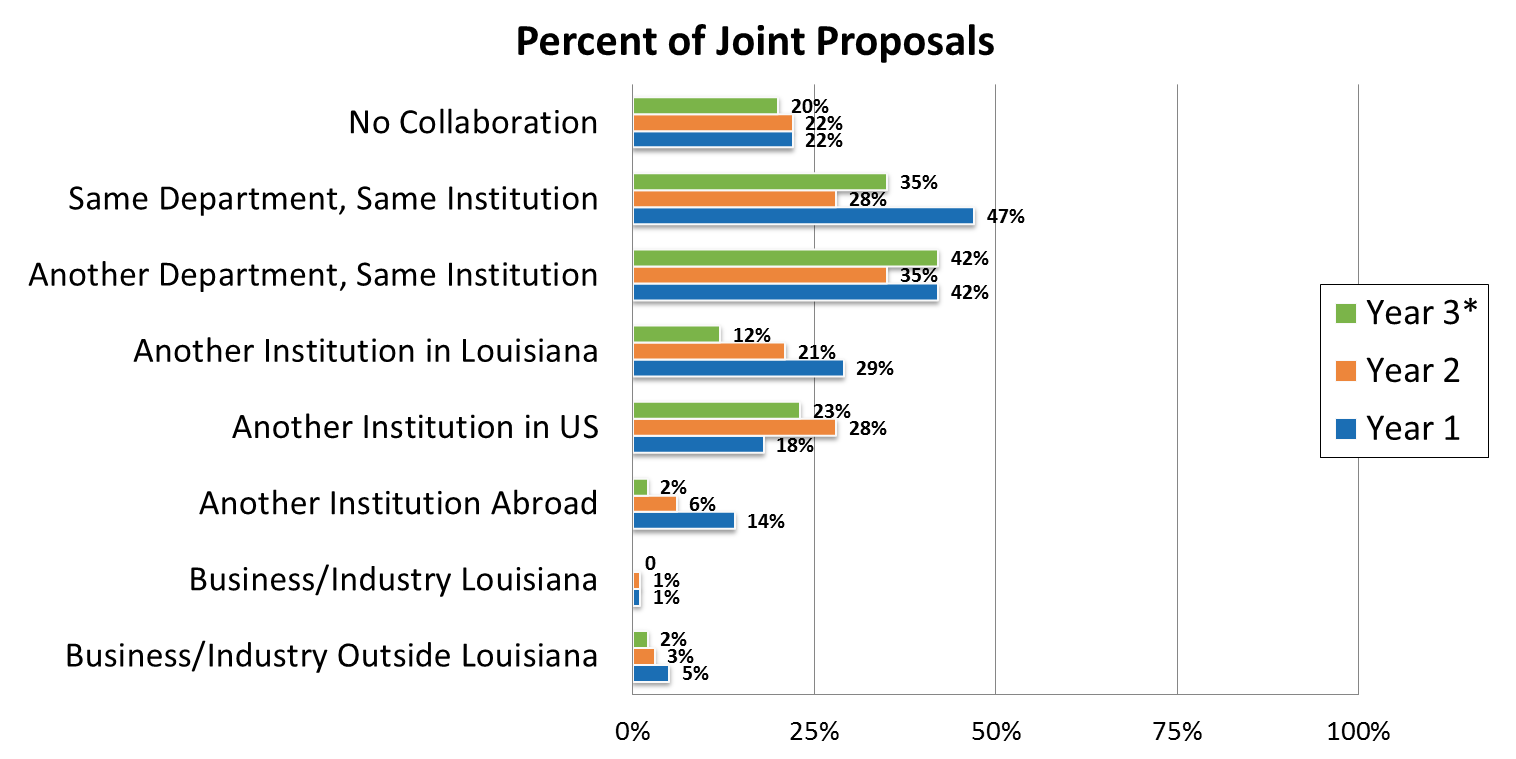 Percent of Joint Proposals
No Collaboration
20%
22%
22%
Same Department, Same Institution
35%
28%
47%
Another Department, Same Institution
42%
35%
42%
Another Institution in Louisiana
12%
21%
29%
Another Institution in US
23%
28%
18%
Another Institution Abroad
2%
6%
14%
Business/Industry Louisiana
0
1%
1%
Business/Industry Outside Louisiana
2%
3%
5%
0% 25% 50% 75% 100%
Year 3*
Year 2
Year 1